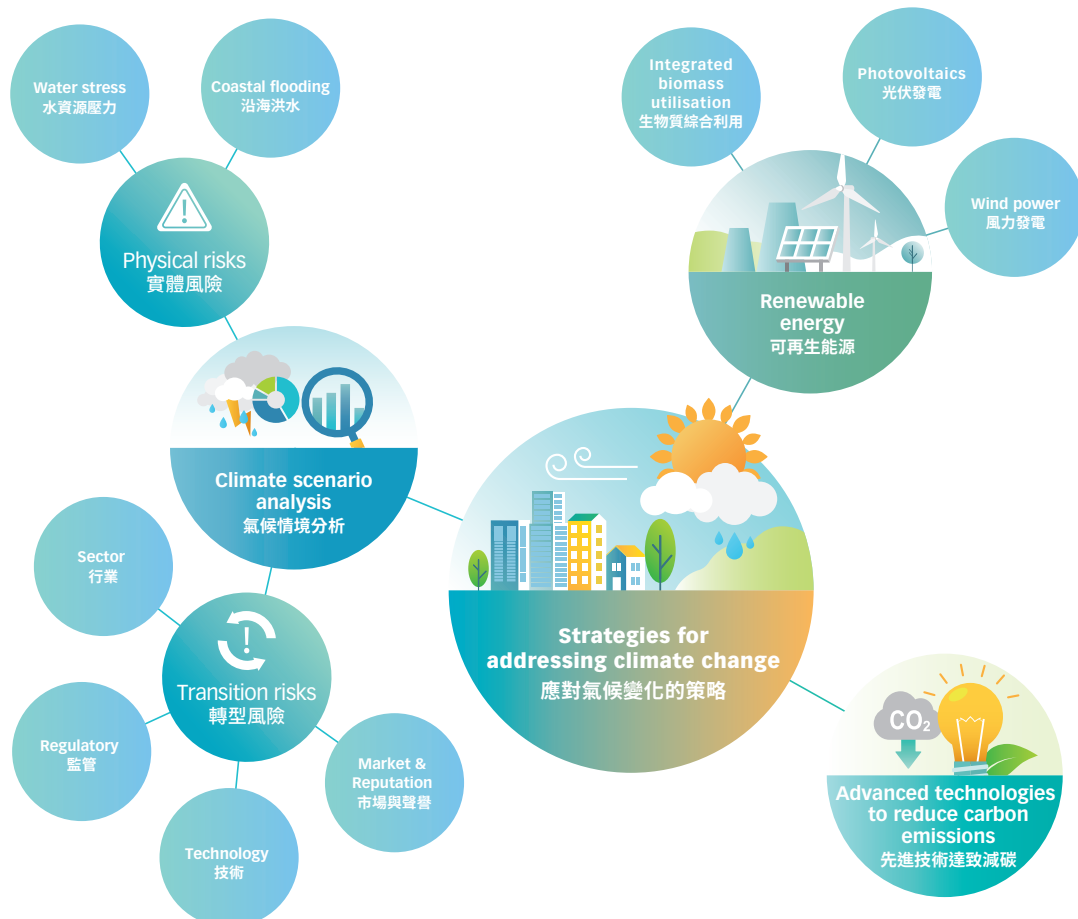 Water stress
水資源壓力
Coastal flooding
沿海洪水
Physical risks
實體風險
Climate scenario
analysis
氣候情境分析
Sector
行業
Transition risks
轉型風險
Regulatory
監管
Technology
技術
Market &
Reputation
市場與聲譽
Strategies for
addressing climate change
應對氣候變化的策略
Integrated
biomass
utilisation
生物質綜合利用
Photovoltaics
光伏發電
Wind power
風力發電
Renewable
energy
可再生能源
CO₂
Advanced technologies
to reduce carbon
emissions
先進技術達致減碳